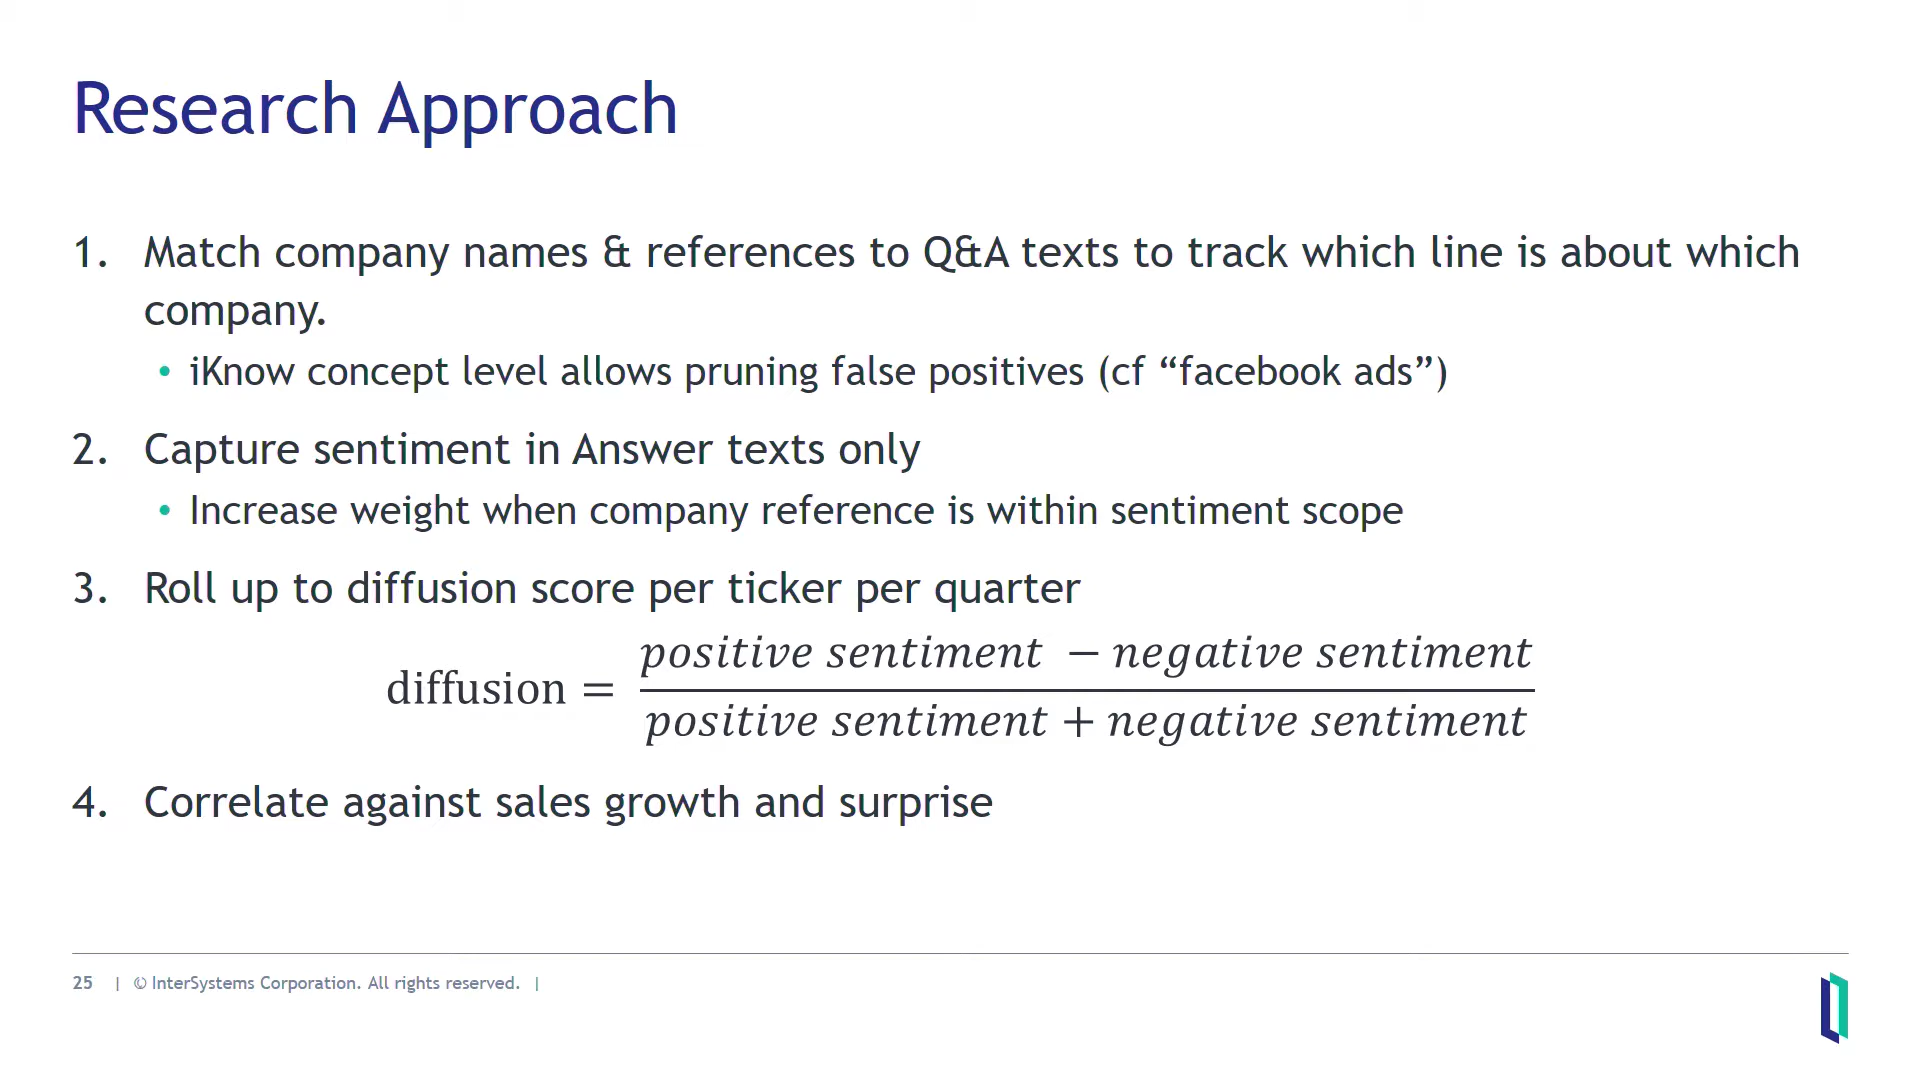 Research Approach
1. Match company names & references to Q&A texts to track which line is about which
company.
• iKnow concept level allows pruning false positives (cf “facebook ads”)
2. Capture sentiment in Answer texts only
• Increase weight when company reference is within sentiment scope
3. Roll up to diffusion score per ticker per quarter
diffusion = positive sentiment − negative sentiment
positive sentiment + negative sentiment
4. Correlate against sales growth and surprise
25 | © InterSystems Corporation. All rights reserved. |